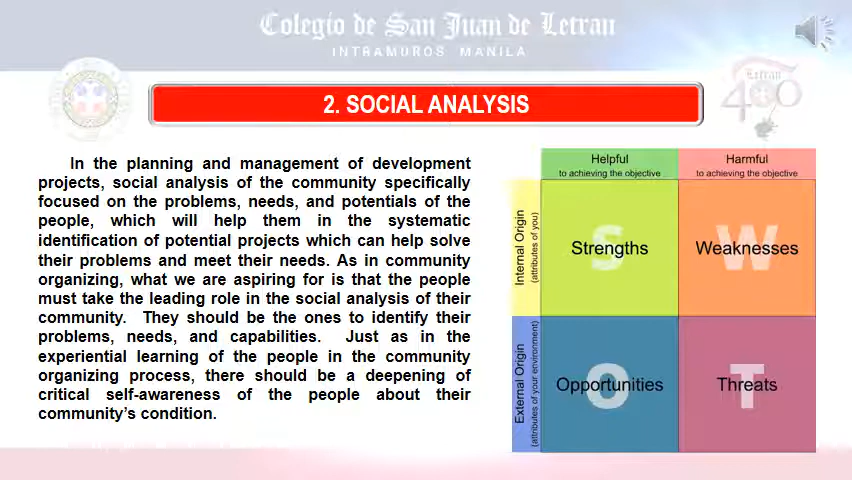 Colegio de San Juan de Letran
INTRAMUROS MANILA
Letran
400
2. SOCIAL ANALYSIS
In the planning and management of development
projects, social analysis of the community specifically
focused on the problems, needs, and potentials of the
people, which will help them in the systematic
identification of potential projects which can help solve
their problems and meet their needs. As in community
organizing, what we are aspiring for is that the people
must take the leading role in the social analysis of their
community. They should be the ones to identify their
problems, needs, and capabilities. Just as in the
experiential learning of the people in the community
organizing process, there should be a deepening of
critical self-awareness of the people about their
community's condition.
Helpful
to achieving the objective
Harmful
to achieving the objective
Internal Origin
(attributes of you)
S
Strengths
W
Weaknesses
External Origin
(attributes of your environment)
O
Opportunities
T
Threats